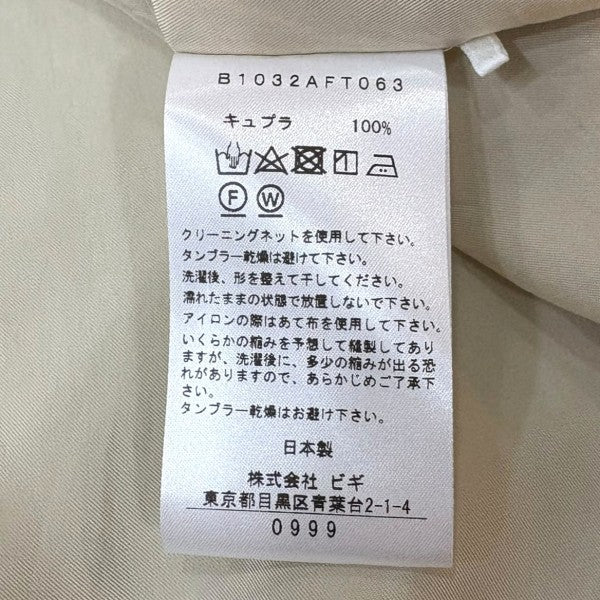 B1032AFT063
キュプラ 100%
F W
クリーニングネットを使用して下さい。
タンブラー乾燥は避けて下さい。
洗濯後、形を整えて干してください。
濡れたままの状態で放置しないで下さい。
アイロンの際はあて布を使用して下さい。
いくらかの縮みを予想して縫製してあり
ますが、洗濯後に、多少の縮みが出る恐
れがありますので、あらかじめご了承下
さい。
タンブラー乾燥はお避け下さい。
日本製
株式会社 ビギ
東京都目黒区青葉台2-1-4
0999